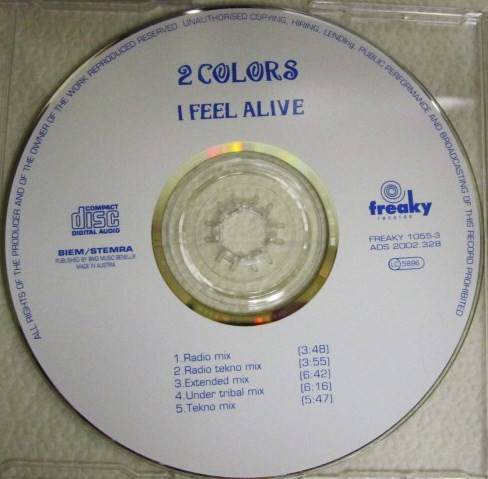 ALL RIGHTS OF THE PRODUCER AND OF THE OWNER OF THE WORK REPRODUCED RESERVED. UNAUTHORISED COPYING, HIRING, LENDing, PUBLIC PERFORMANCE AND BROADCASTING OF THIS RECORD PROHIBITED
2 COLORS
I FEEL ALIVE
COMPACT
disc
DIGITAL AUDIO
BIEM/STEMRA
PUBLISHED BY BMG MUSIC BENELUX
MADE IN AUSTRIA
freaky
records
FREAKY 1055-3
ADS 2002.328
LC 5896
1.Radio mix (3:48)
2.Radio tekno mix (3:55)
3.Extended mix (6:42)
4.Under tribal mix (6:16)
5.Tekno mix (5:47)